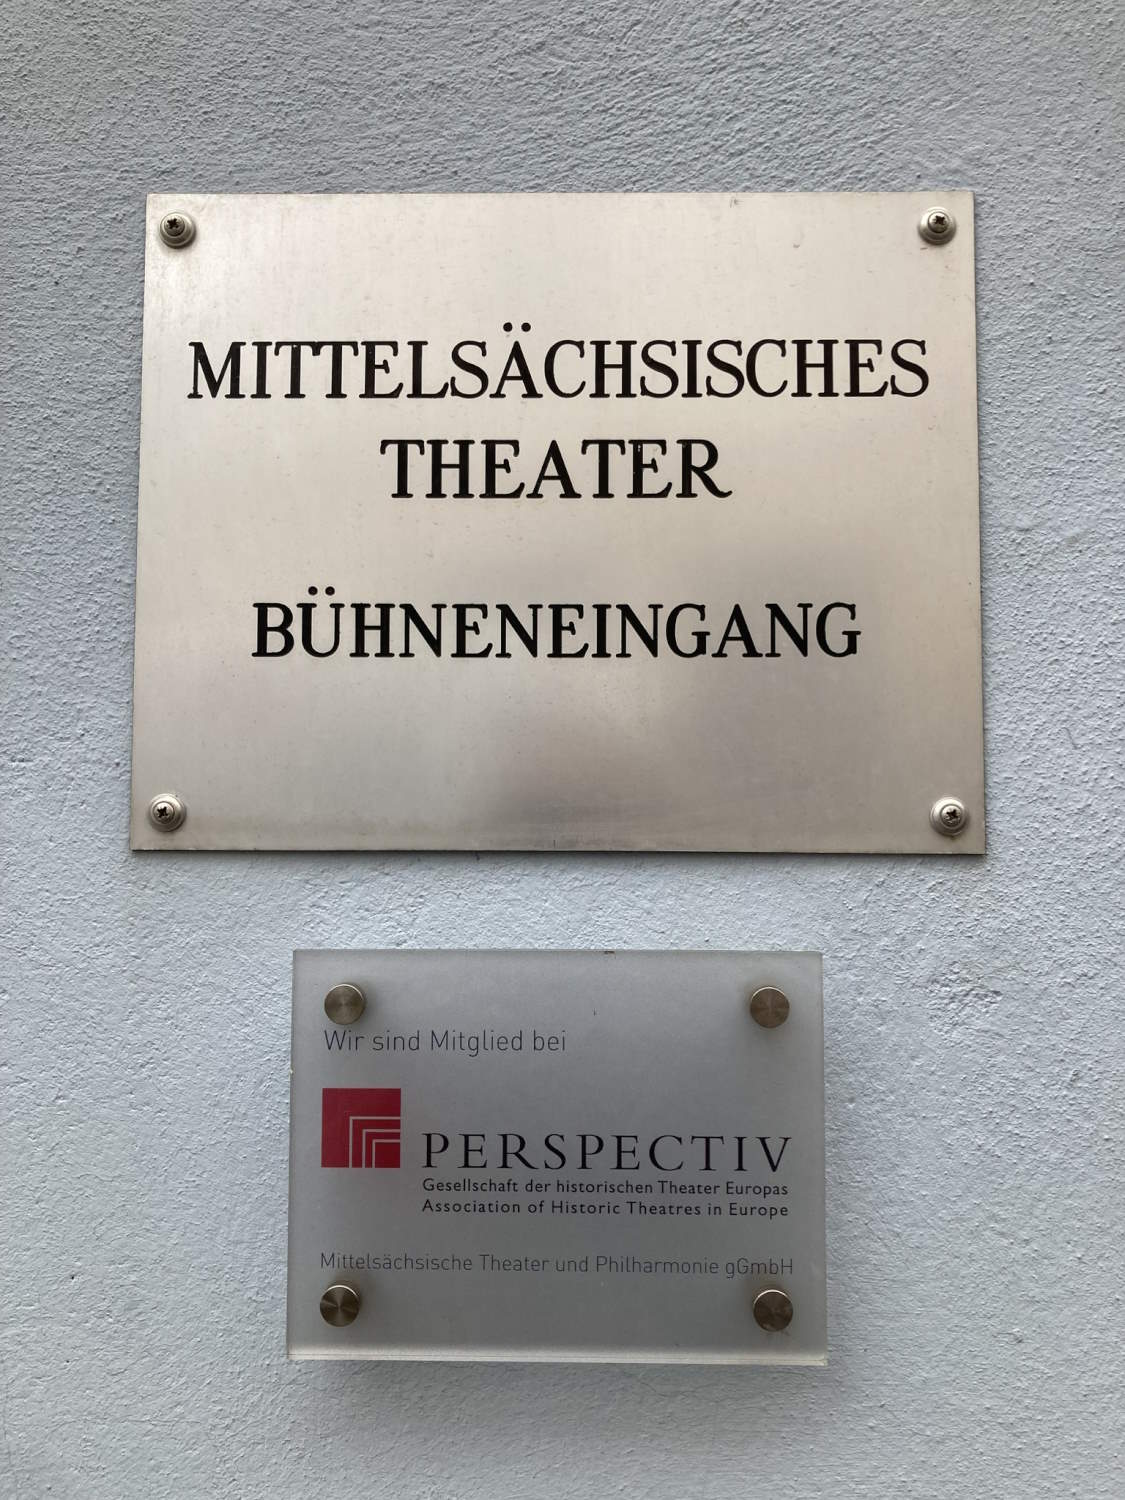 MITTELSÄCHSISCHES
THEATER
BÜHNENEINGANG
Wir sind Mitglied bei
PERSPECTIV
Gesellschaft der historischen Theater Europas
Association of Historic Theatres in Europe
Mittelsächsische Theater und Philharmonie gGmbH